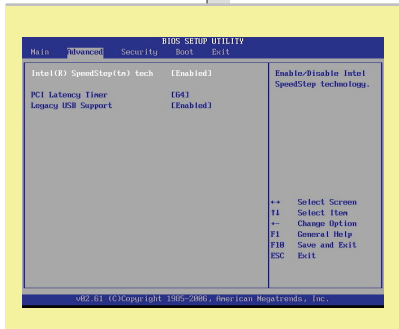 BIOS SETUP UTILITY
Main Advanced Security Boot Exit
Intel(R) SpeedStep(tm) tech [Enabled]
PCI Latency Timer [64]
Legacy USB Support [Enabled]
Enable/Disable Intel
SpeedStep technology.
↔ Select Screen
↑↓ Select Item
+- Change Option
F1 General Help
F10 Save and Exit
ESC Exit
v02.61 (C)Copyright 1985-2006, American Megatrends, Inc.